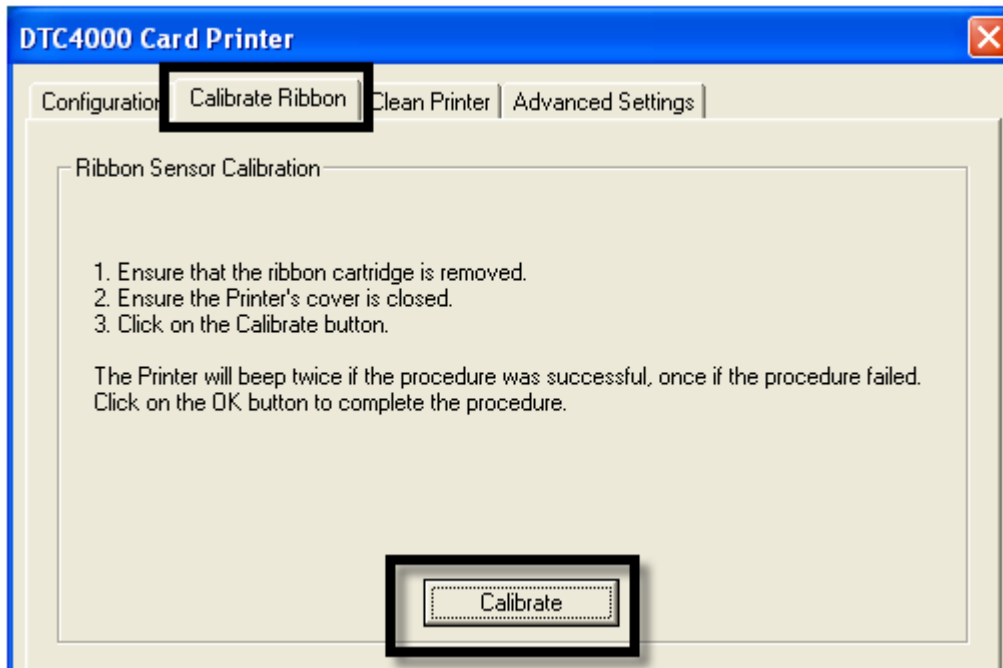 DTC4000 Card Printer
Configuration Calibrate Ribbon Clean Printer Advanced Settings
Ribbon Sensor Calibration
1. Ensure that the ribbon cartridge is removed.
2. Ensure the Printer's cover is closed.
3. Click on the Calibrate button.
The Printer will beep twice if the procedure was successful, once if the procedure failed.
Click on the OK button to complete the procedure.
Calibrate